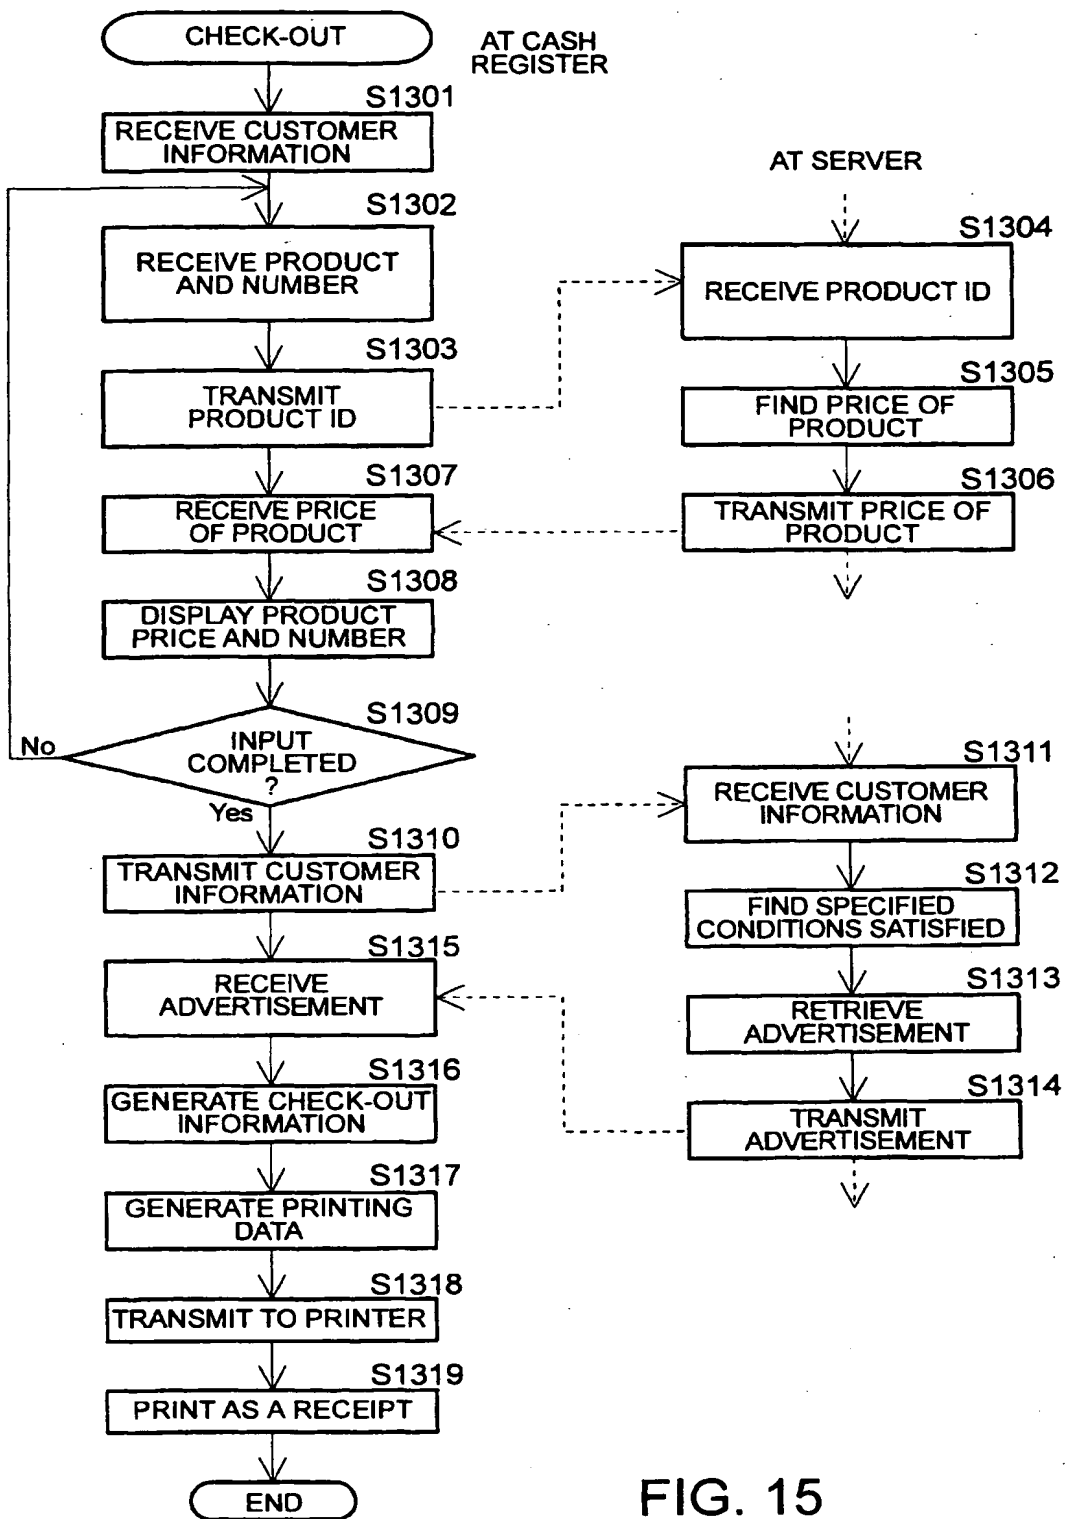 CHECK-OUT
AT CASH
REGISTER
S1301
RECEIVE CUSTOMER
INFORMATION
AT SERVER
S1302
RECEIVE PRODUCT
AND NUMBER
S1304
RECEIVE PRODUCT ID
S1303
TRANSMIT
PRODUCT ID
S1305
FIND PRICE OF
PRODUCT
S1307
RECEIVE PRICE
OF PRODUCT
S1306
TRANSMIT PRICE OF
PRODUCT
S1308
DISPLAY PRODUCT
PRICE AND NUMBER
S1309
INPUT
COMPLETED
?
No
Yes
S1311
RECEIVE CUSTOMER
INFORMATION
S1310
TRANSMIT CUSTOMER
INFORMATION
S1312
FIND SPECIFIED
CONDITIONS SATISFIED
S1315
RECEIVE
ADVERTISEMENT
S1313
RETRIEVE
ADVERTISEMENT
S1316
GENERATE CHECK-OUT
INFORMATION
S1314
TRANSMIT
ADVERTISEMENT
S1317
GENERATE PRINTING
DATA
S1318
TRANSMIT TO PRINTER
S1319
PRINT AS A RECEIPT
END
FIG. 15